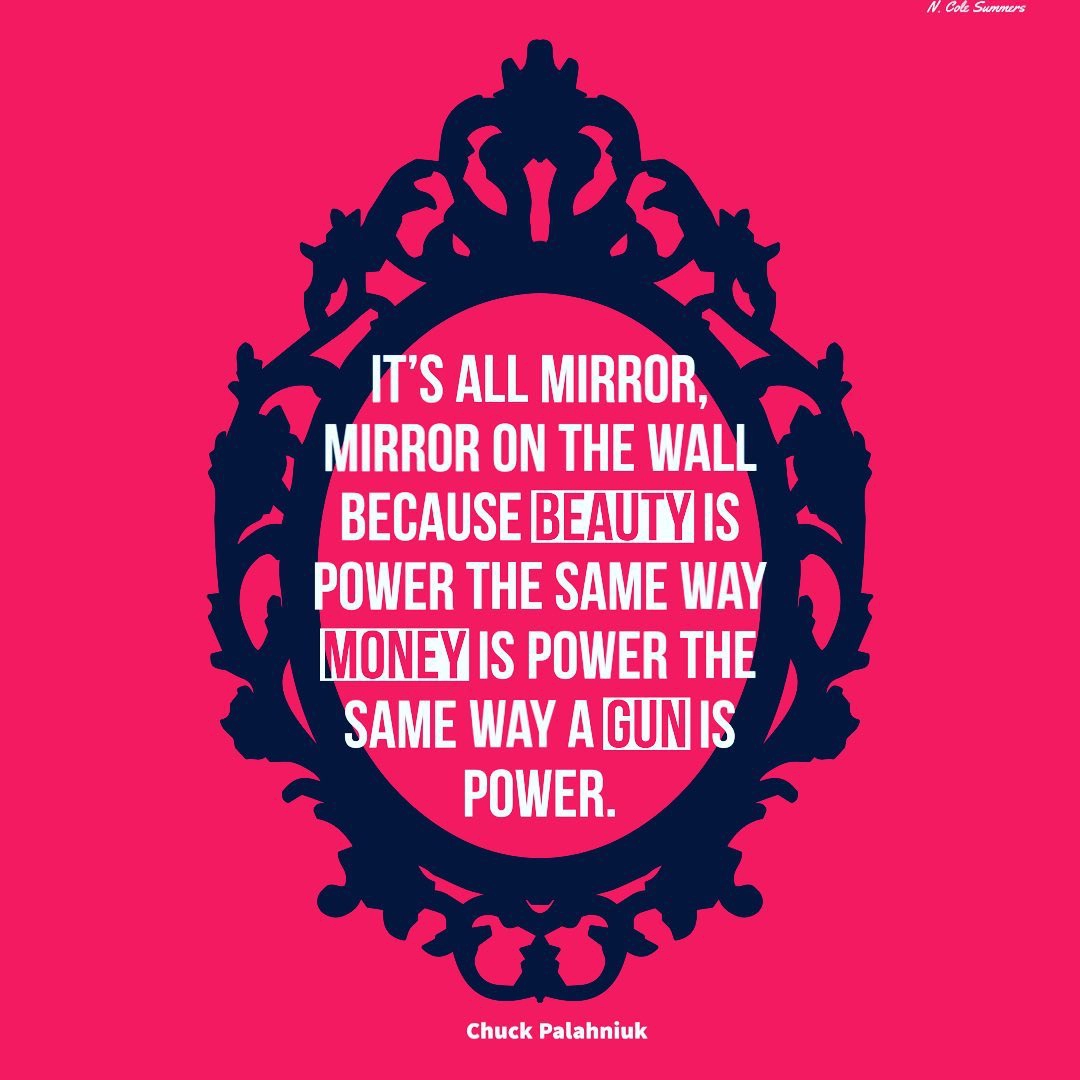 N. Cole Summers
IT’S ALL MIRROR,
MIRROR ON THE WALL
BECAUSE BEAUTY IS
POWER THE SAME WAY
MONEY IS POWER THE
SAME WAY A GUN IS
POWER.
Chuck Palahniuk